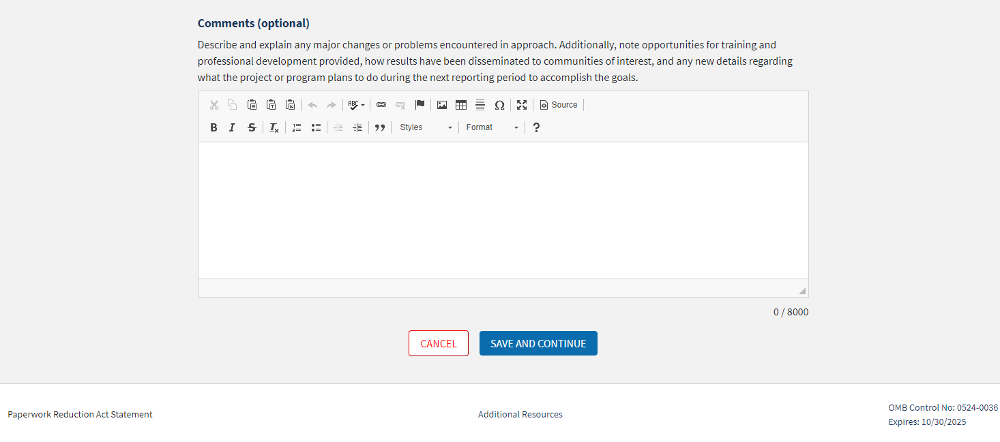 Comments (optional)
Describe and explain any major changes or problems encountered in approach. Additionally, note opportunities for training and
professional development provided, how results have been disseminated to communities of interest, and any new details regarding
what the project or program plans to do during the next reporting period to accomplish the goals.
ABC Source
B I S Tx Styles Format ?
0 / 8000
CANCEL SAVE AND CONTINUE
Paperwork Reduction Act Statement
Additional Resources
OMB Control No: 0524-0036
Expires: 10/30/2025